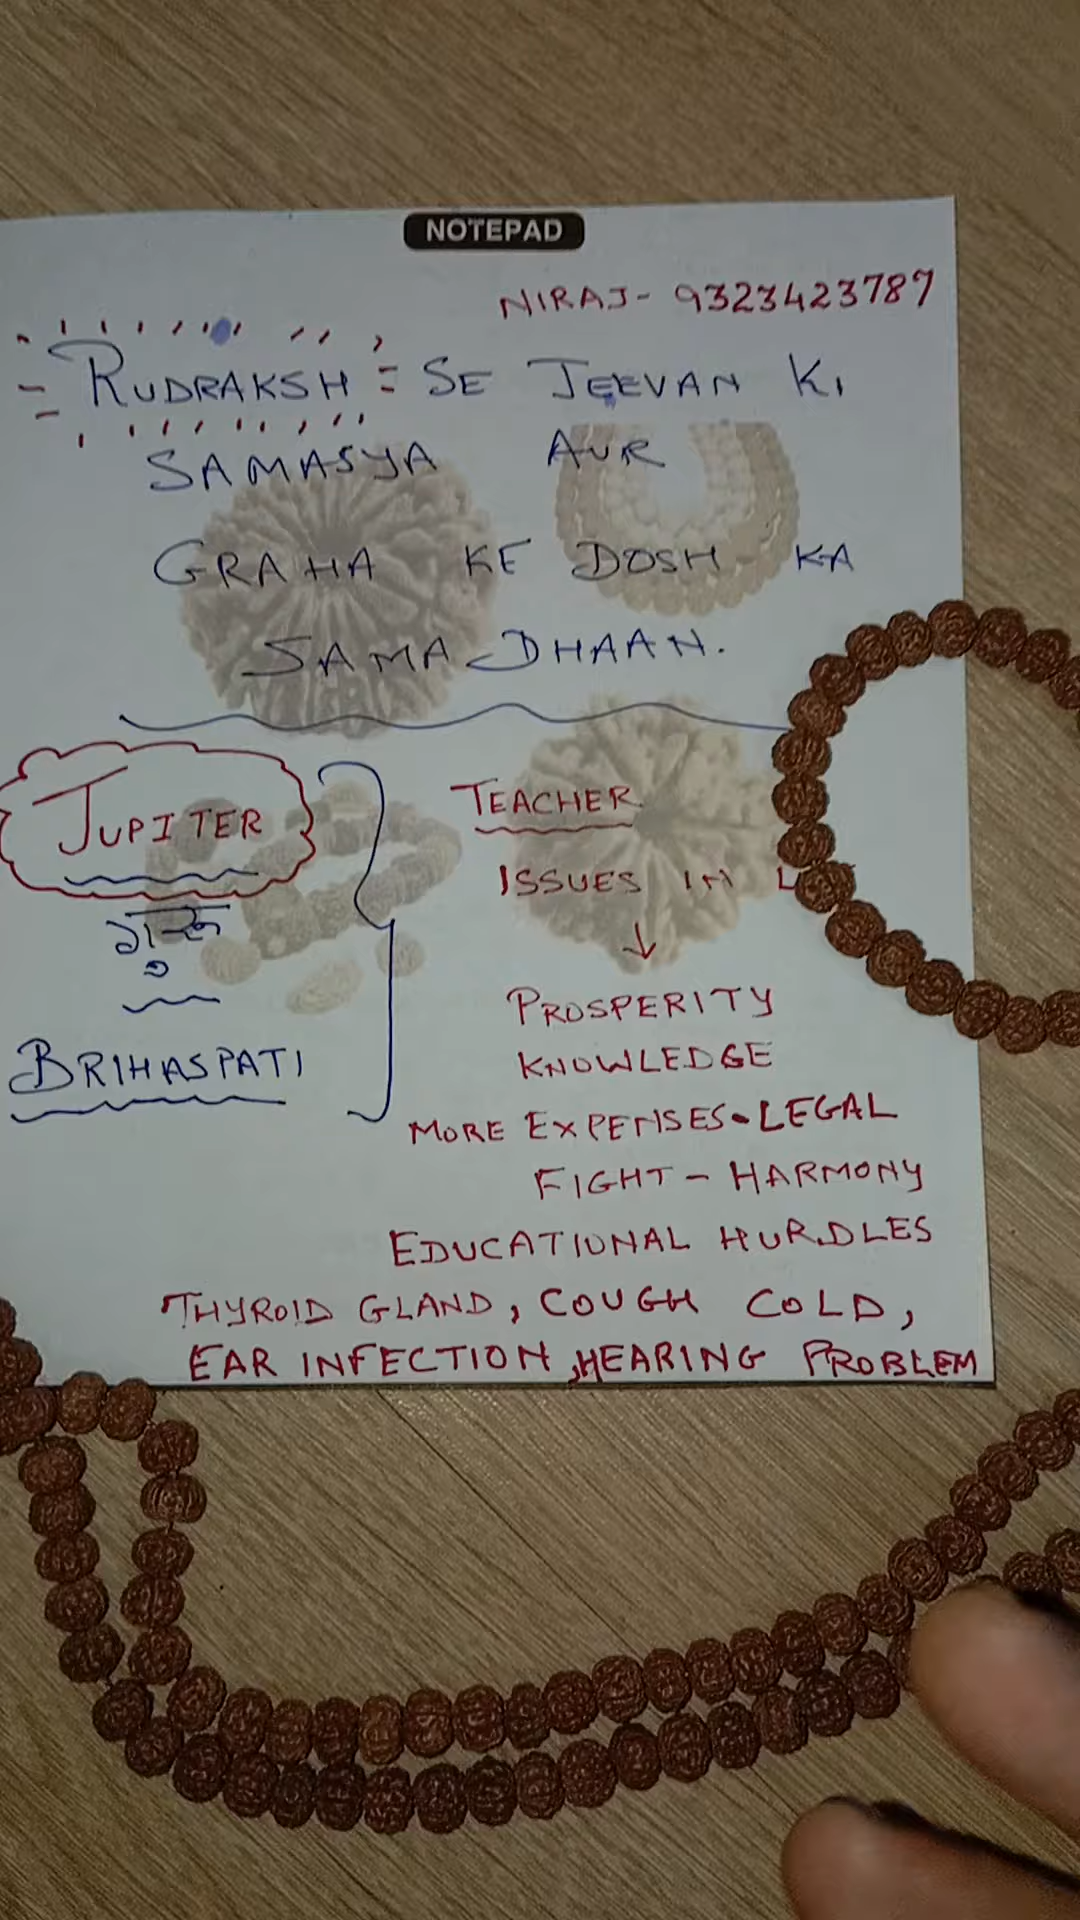 NOTEPAD
NIRAJ - 9323423787
RUDRAKSH SE JEEVAN KI
SAMASYA AUR
GRAHA KE DOSH KA
SAMADHAAN.
JUPITER
गुरु
BRIHASPATI
TEACHER
ISSUES IN
PROSPERITY
KNOWLEDGE
MORE EXPENSES - LEGAL
FIGHT - HARMONY
EDUCATIONAL HURDLES
THYROID GLAND, COUGH COLD,
EAR INFECTION, HEARING PROBLEM